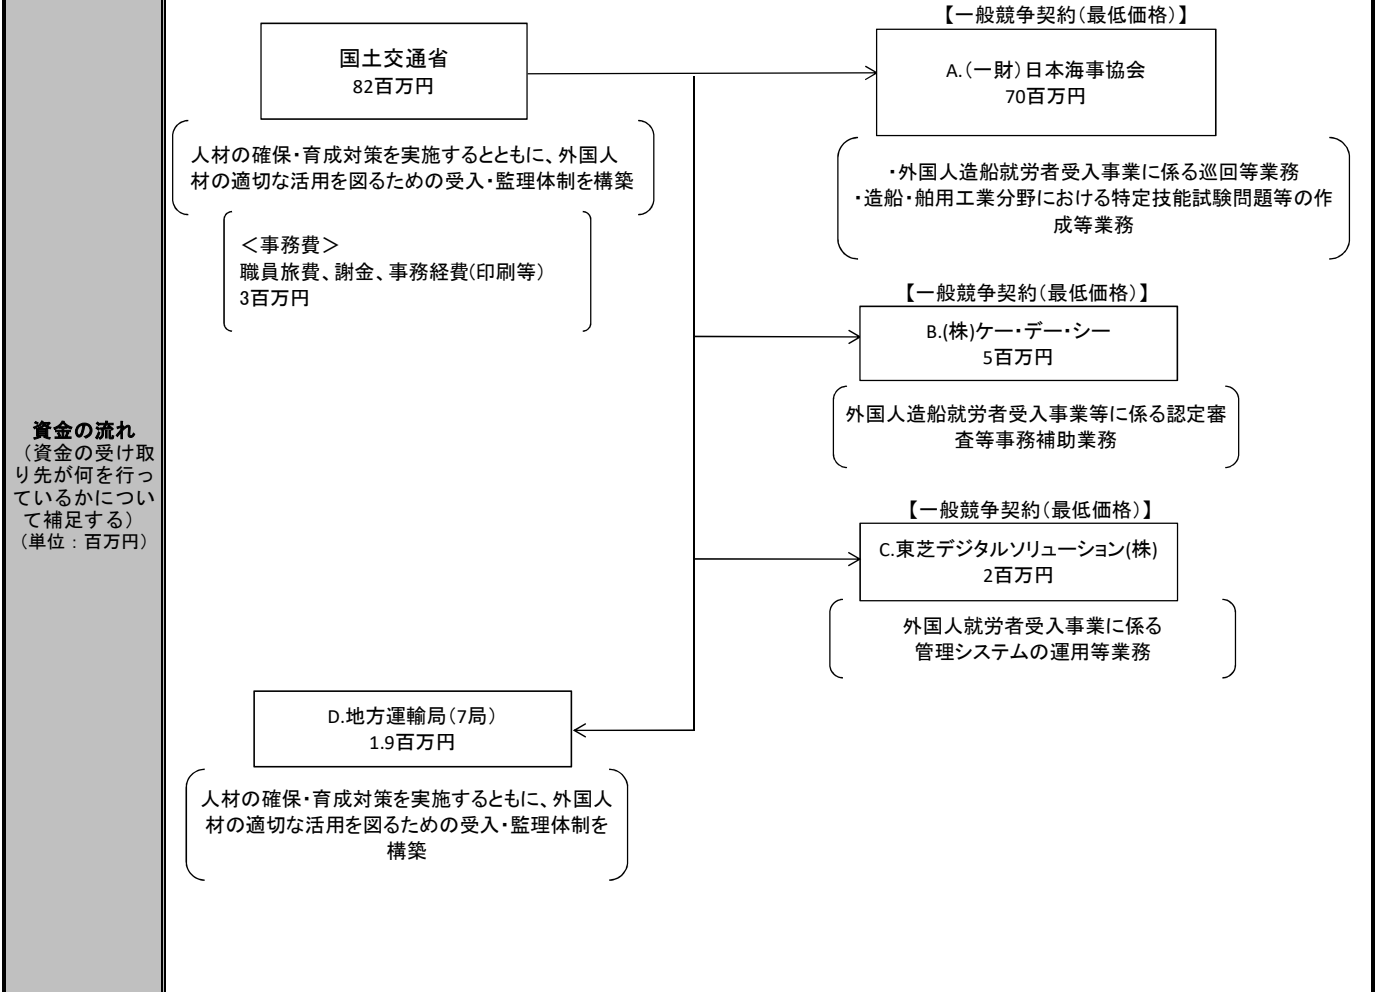 資金の流れ
（資金の受け取
り先が何を行っ
ているかについ
て補足する）
（単位：百万円）
国土交通省
82百万円
人材の確保・育成対策を実施するとともに、外国人
材の適切な活用を図るための受入・監理体制を構築
＜事務費＞
職員旅費、謝金、事務経費(印刷等）
3百万円
【一般競争契約（最低価格）】
A.（一財）日本海事協会
70百万円
・外国人造船就労者受入事業に係る巡回等業務
・造船・舶用工業分野における特定技能試験問題等の作
成等業務
【一般競争契約（最低価格）】
B.(株)ケー・デー・シー
5百万円
外国人造船就労者受入事業等に係る認定審
査等事務補助業務
【一般競争契約（最低価格）】
C.東芝デジタルソリューション(株)
2百万円
外国人就労者受入事業に係る
管理システムの運用等業務
D.地方運輸局（7局）
1.9百万円
人材の確保・育成対策を実施するともに、外国人
材の適切な活用を図るための受入・監理体制を
構築